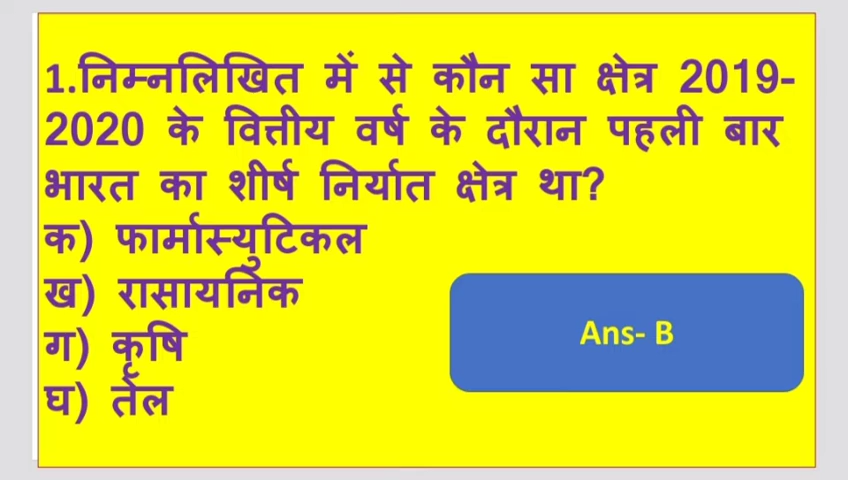 1.निम्नलिखित में से कौन सा क्षेत्र 2019-
2020 के वित्तीय वर्ष के दौरान पहली बार
भारत का शीर्ष निर्यात क्षेत्र था?
क) फार्मास्युटिकल
ख) रासायनिक
ग) कृषि
घ) तेल
Ans- B